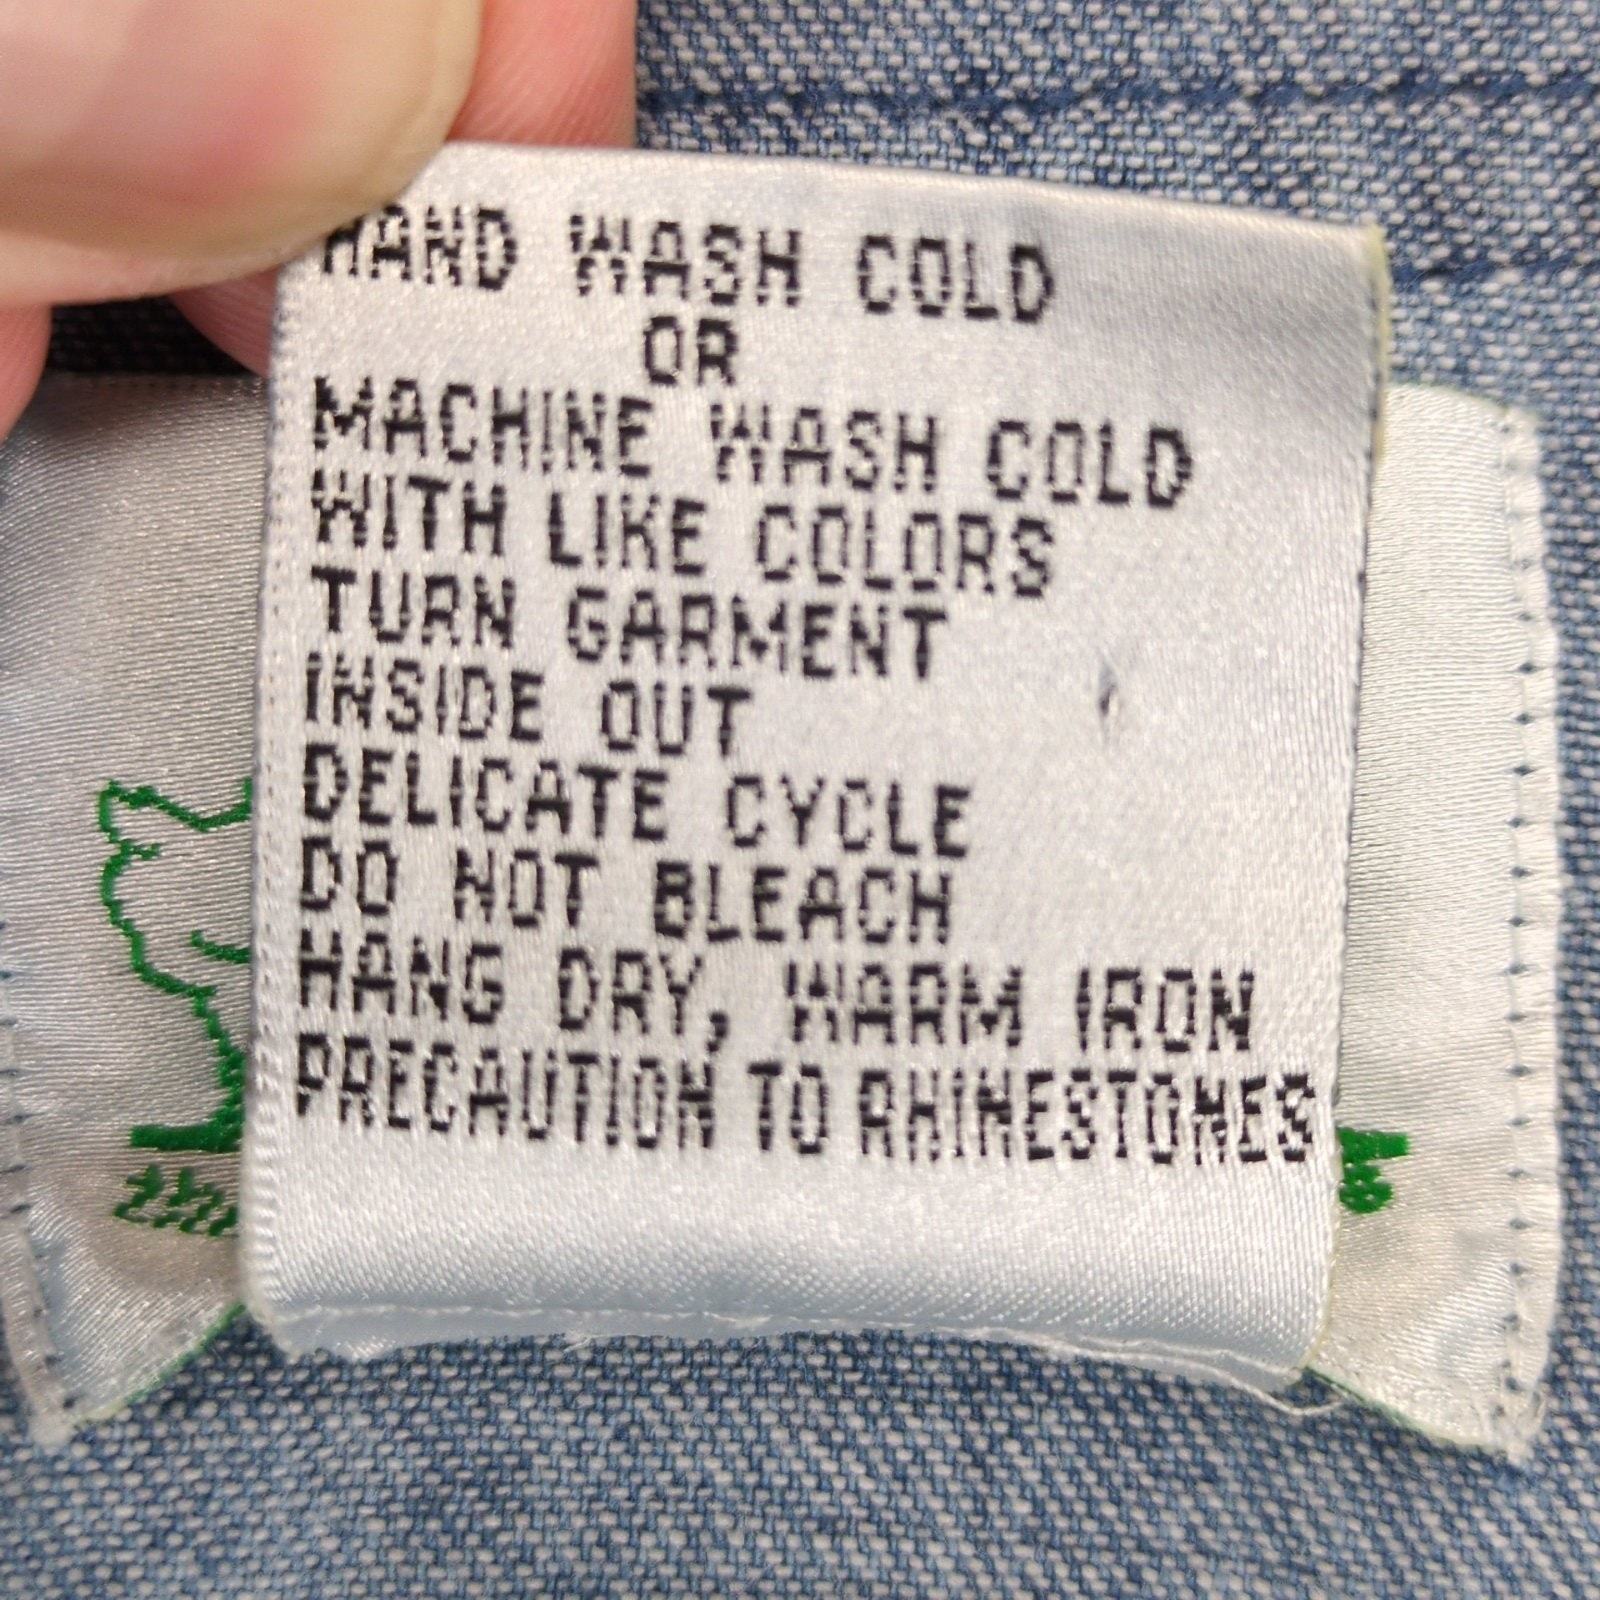 HAND WASH COLD
OR
MACHINE WASH COLD
WITH LIKE COLORS
TURN GARMENT
INSIDE OUT
DELICATE CYCLE
DO NOT BLEACH
HANG DRY, WARM IRON
PRECAUTION TO RHINESTONES